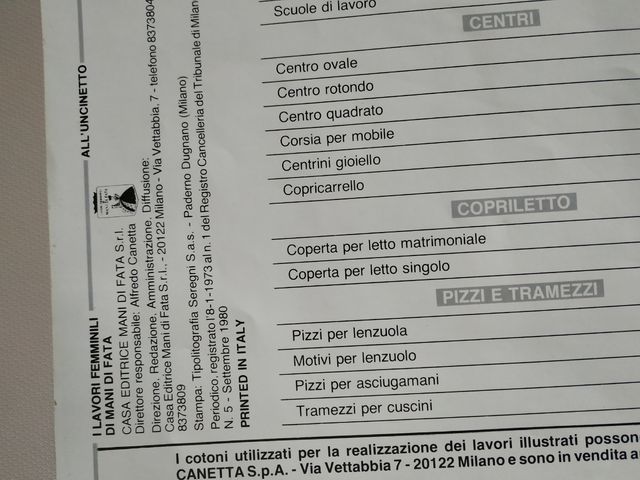 I LAVORI FEMMINILI
DI MANI DI FATA
ALL'UNCINETTO
CASA EDITRICE MANI DI FATA S.r.l.
Direttore responsabile: Alfredo Canetta
Direzione, Redazione, Amministrazione, Diffusione:
Casa Editrice Mani di Fata S.r.l., - 20122 Milano - Via Vettabbia, 7 - telefono 8373804
8373809
Stampa: Tipolitografia Seregni S.a.s. - Paderno Dugnano (Milano)
Periodico, registrato l'8-1-1973 al n. 1 del Registro Cancelleria del Tribunale di Milan
N. 5 - Settembre 1980
PRINTED IN ITALY
Scuole di lavoro
CENTRI
Centro ovale
Centro rotondo
Centro quadrato
Corsia per mobile
Centrini gioiello
Copricarrello
COPRILETTO
Coperta per letto matrimoniale
Coperta per letto singolo
PIZZI E TRAMEZZI
Pizzi per lenzuola
Motivi per lenzuolo
Pizzi per asciugamani
Tramezzi per cuscini
I cotoni utilizzati per la realizzazione dei lavori illustrati posson
CANETTA S.p.A. - Via Vettabbia 7 - 20122 Milano e sono in vendita a